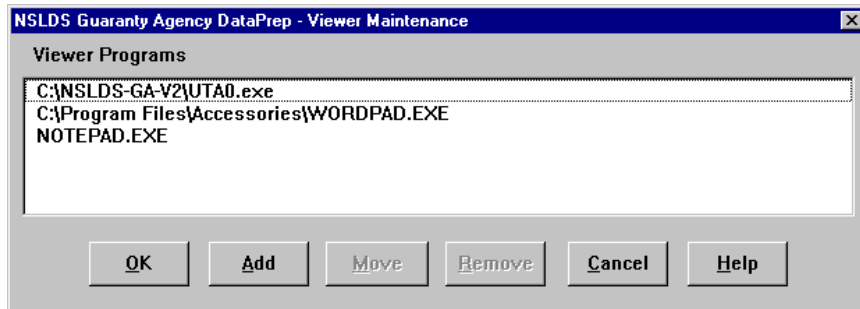 NSLDS Guaranty Agency DataPrep - Viewer Maintenance
Viewer Programs
C:\NSLDS-GA-V2\UTA0.exe
C:\Program Files\Accessories\WORDPAD.EXE
NOTEPAD.EXE
OK Add Move Remove Cancel Help